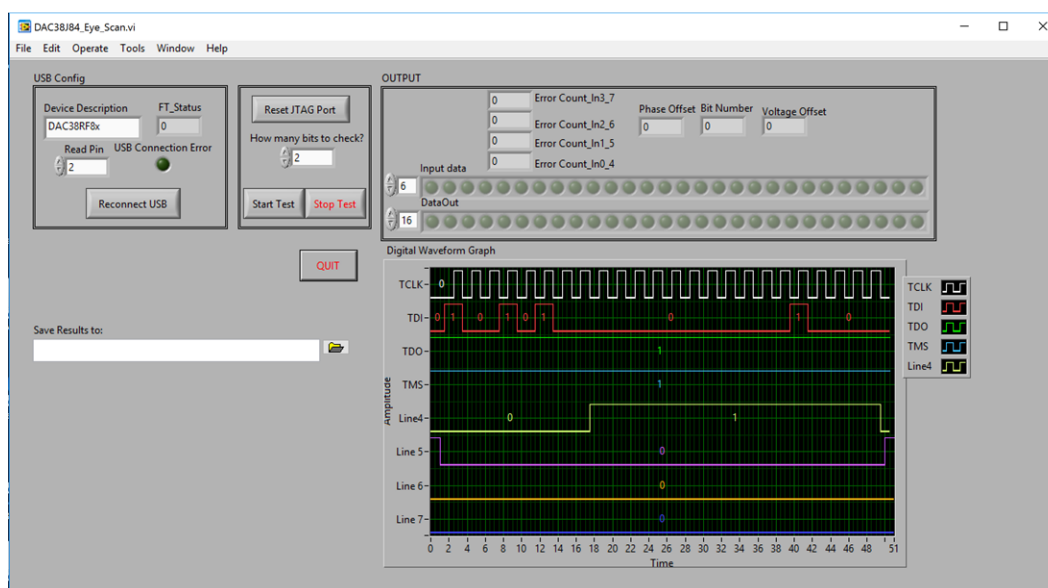 DAC38J84_Eye_Scan.vi
File Edit Operate Tools Window Help
USB Config
Device Description FT_Status
DAC38RF8x 0
Read Pin USB Connection Error
2
Reconnect USB
Reset JTAG Port
How many bits to check?
2
Start Test Stop Test
QUIT
Save Results to:
OUTPUT
0 Error Count_In3_7
0 Error Count_In2_6
0 Error Count_In1_5
0 Error Count_In0_4
Phase Offset Bit Number Voltage Offset
0 0 0
Input data
6
DataOut
16
Digital Waveform Graph
Amplitude
TCLK 0
TDI 0 1 0 1 0 1 0 1 0
TDO 1
TMS 1
Line4 0 1
Line 5 0
Line 6 0
Line 7 0
0 2 4 6 8 10 12 14 16 18 20 22 24 26 28 30 32 34 36 38 40 42 44 46 48 51
Time
TCLK
TDI
TDO
TMS
Line4